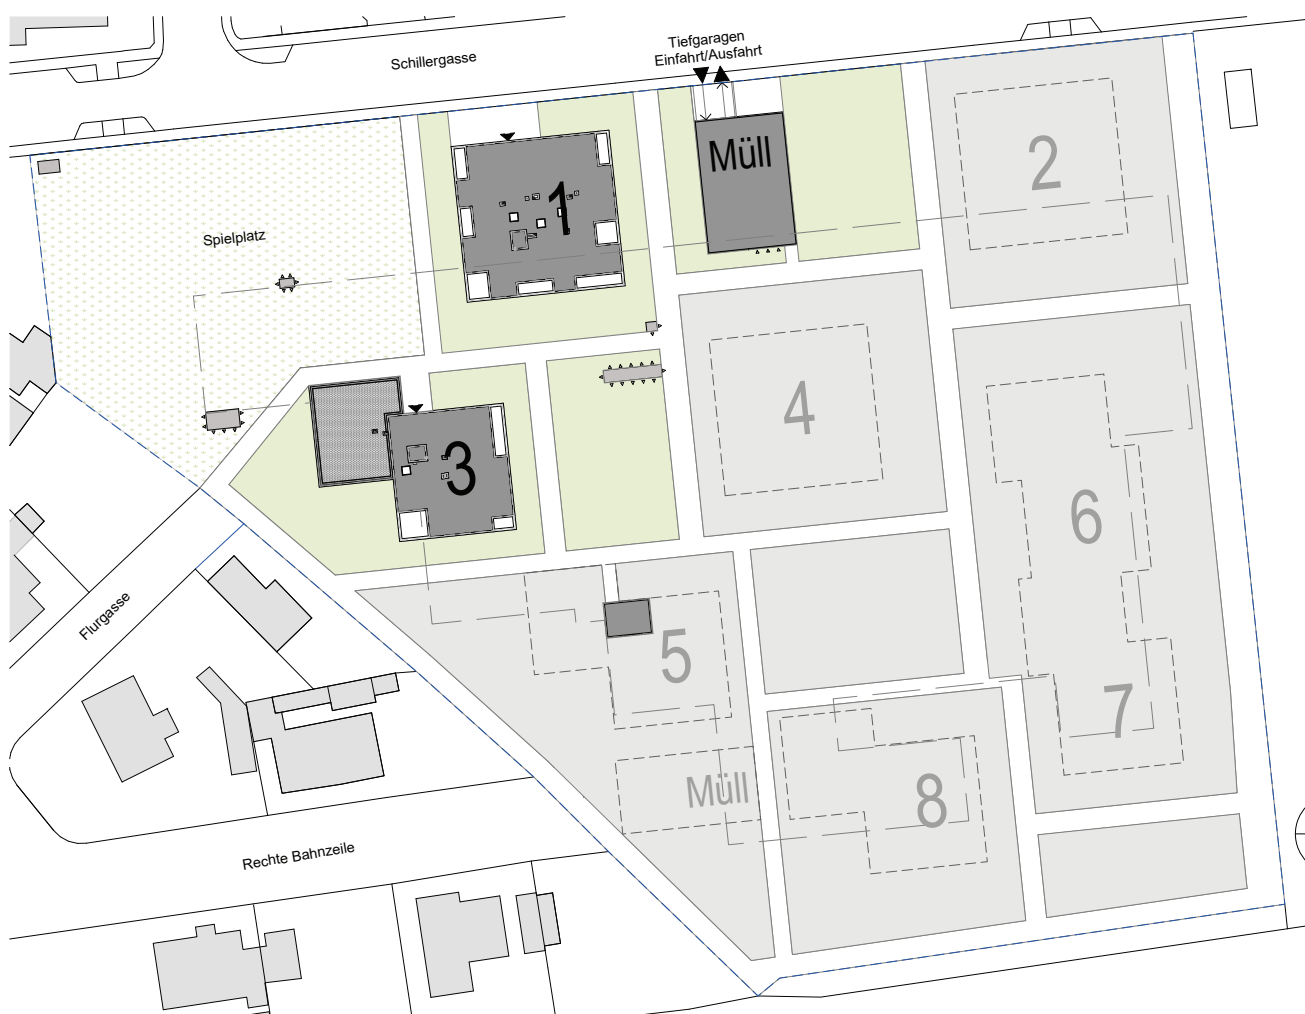 Schillergasse
Tiefgaragen
Einfahrt/Ausfahrt
Müll
1
2
Spielplatz
3
4
6
5
7
Müll
8
Flurgasse
Rechte Bahnzeile